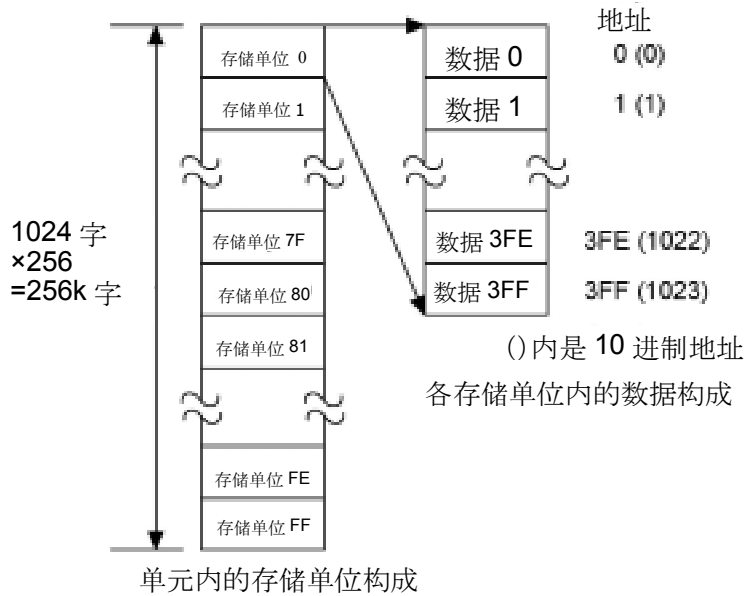 地址
存储单位 0
数据 0
0 (0)
存储单位 1
数据 1
1 (1)
1024 字
×256
=256k 字
存储单位 7F
数据 3FE
3FE (1022)
存储单位 80
数据 3FF
3FF (1023)
存储单位 81
()内是 10 进制地址
各存储单位内的数据构成
存储单位 FE
存储单位 FF
单元内的存储单位构成